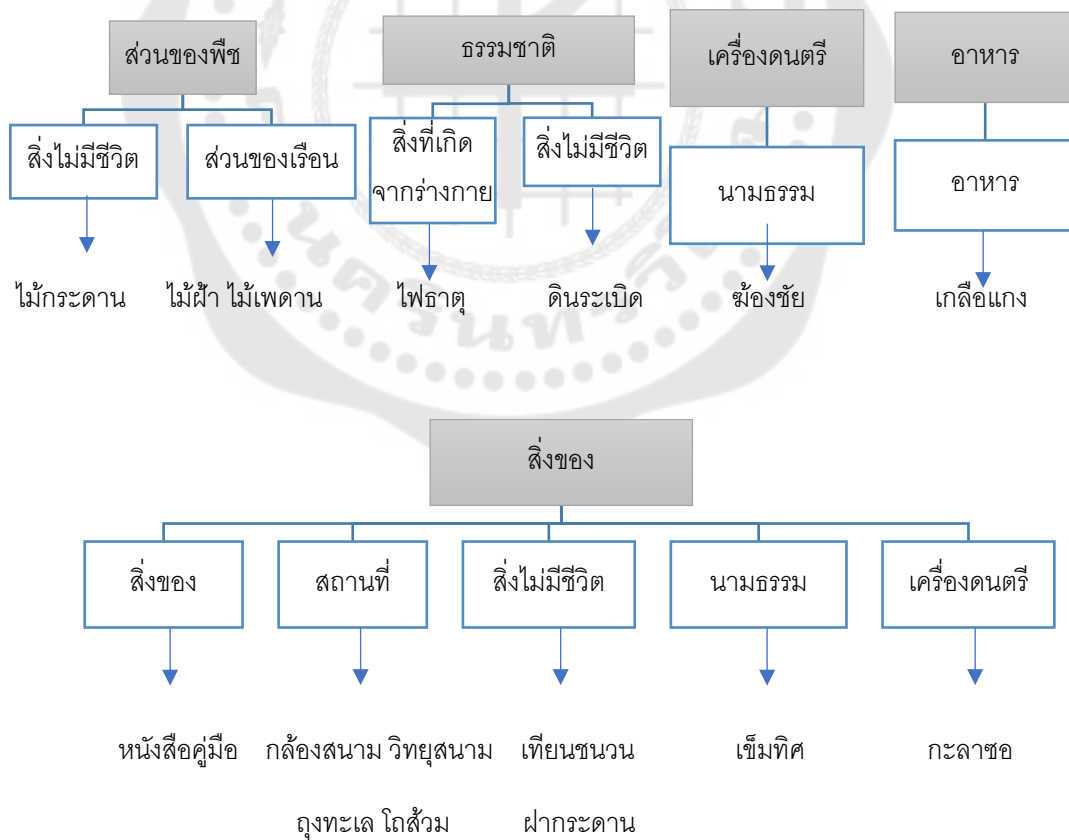 ส่วนของพืช ธรรมชาติ เครื่องดนตรี อาหาร
สิ่งไม่มีชีวิต ส่วนของเรือน สิ่งที่เกิด สิ่งไม่มีชีวิต นามธรรม อาหาร
จากร่างกาย
ไม้กระดาน ไม้ฝา ไม้เพดาน ไฟธาตุ ดินระเบิด ฆ้องชัย เกลือแกง
สิ่งของ
สิ่งของ สถานที่ สิ่งไม่มีชีวิต นามธรรม เครื่องดนตรี
หนังสือคู่มือ กล้องสนาม วิทยุสนาม เทียนชนวน เข็มทิศ กะลาซอ
ถุงทะเล โถส้วม ฝากระดาน